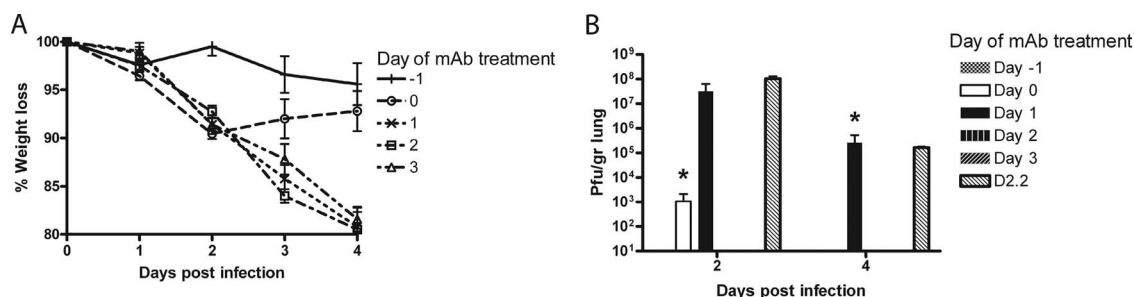 A
100
95
90
85
80
% Weight loss
0
1
2
3
4
Days post infection
Day of mAb treatment
-1
0
1
2
3
B
10⁹
10⁸
10⁷
10⁶
10⁵
10⁴
10³
10²
10¹
Pfu/gr lung
*
*
2
4
Days post infection
Day of mAb treatment
Day -1
Day 0
Day 1
Day 2
Day 3
D2.2